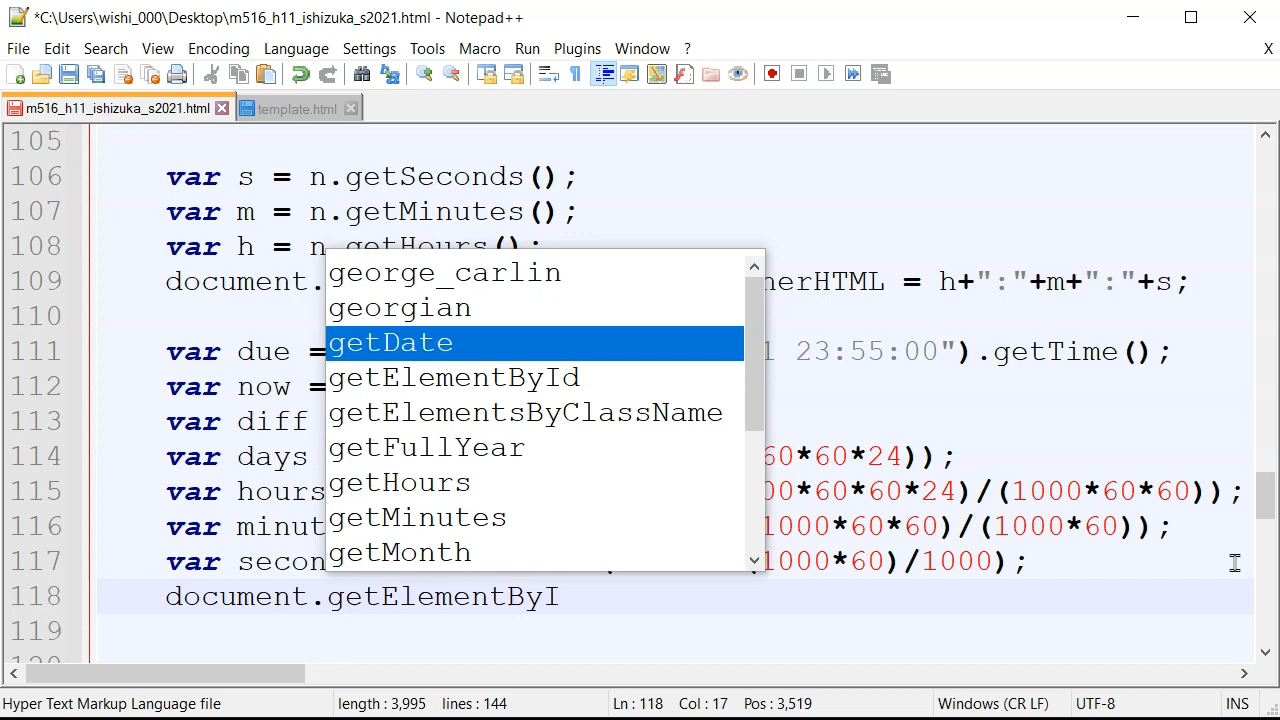 *C:\Users\wishi_000\Desktop\m516_h11_ishizuka_s2021.html - Notepad++
File Edit Search View Encoding Language Settings Tools Macro Run Plugins Window ? X
m516_h11_ishizuka_s2021.html template.html
105
106 var s = n.getSeconds();
107 var m = n.getMinutes();
108 var h = n.getHours();
george_carlin
109 document. nerHTML = h+":"+m+":"+s;
georgian
110
getDate
111 var due = 1 23:55:00").getTime();
getElementById
112 var now =
getElementsByClassName
113 var diff
getFullYear
114 var days 60*60*24));
getHours
115 var hours 00*60*60*24)/(1000*60*60));
getMinutes
116 var minut 1000*60*60)/(1000*60));
getMonth
117 var secon (1000*60)/1000);
118 document.getElementByI
119
120
Hyper Text Markup Language file length : 3,995 lines : 144 Ln : 118 Col : 17 Pos : 3,519 Windows (CR LF) UTF-8 INS